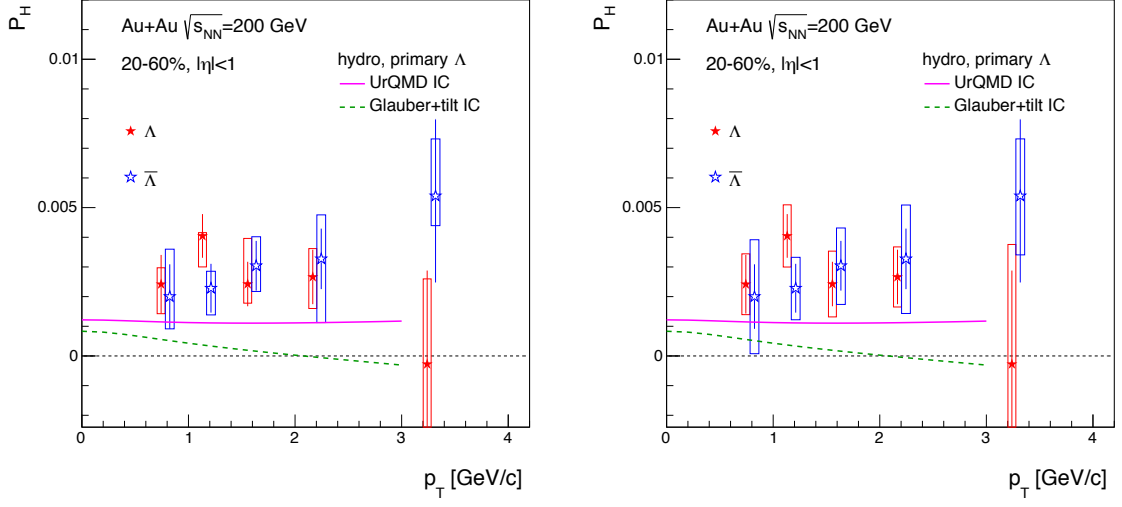 P_H
Au+Au √s_NN=200 GeV
20-60%, |η|<1
hydro, primary Λ
UrQMD IC
Glauber+tilt IC
Λ
Λ̅
0.01
0.005
0
0 1 2 3 4
p_T [GeV/c]
P_H
Au+Au √s_NN=200 GeV
20-60%, |η|<1
hydro, primary Λ
UrQMD IC
Glauber+tilt IC
Λ
Λ̅
0.01
0.005
0
0 1 2 3 4
p_T [GeV/c]